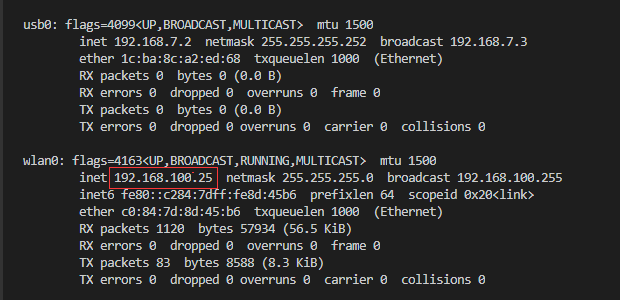 usb0: flags=4099<UP,BROADCAST,MULTICAST>  mtu 1500
inet 192.168.7.2  netmask 255.255.255.252  broadcast 192.168.7.3
ether 1c:ba:8c:a2:ed:68  txqueuelen 1000  (Ethernet)
RX packets 0  bytes 0 (0.0 B)
RX errors 0  dropped 0  overruns 0  frame 0
TX packets 0  bytes 0 (0.0 B)
TX errors 0  dropped 0 overruns 0  carrier 0  collisions 0
wlan0: flags=4163<UP,BROADCAST,RUNNING,MULTICAST>  mtu 1500
inet 192.168.100.25  netmask 255.255.255.0  broadcast 192.168.100.255
inet6 fe80::c284:7dff:fe8d:45b6  prefixlen 64  scopeid 0x20<link>
ether c0:84:7d:8d:45:b6  txqueuelen 1000  (Ethernet)
RX packets 1120  bytes 57934 (56.5 KiB)
RX errors 0  dropped 0  overruns 0  frame 0
TX packets 83  bytes 8588 (8.3 KiB)
TX errors 0  dropped 0 overruns 0  carrier 0  collisions 0